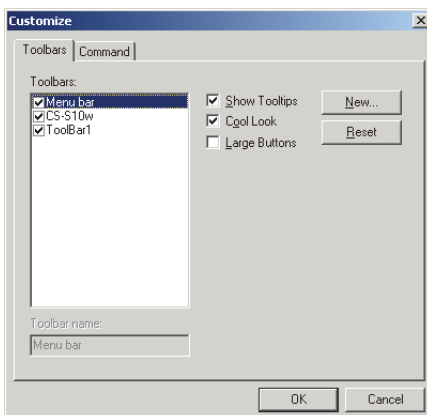 Customize
Toolbars Command
Toolbars:
Menu bar
CS-S10w
ToolBar1
Show Tooltips
Cool Look
Large Buttons
New...
Reset
Toolbar name:
Menu bar
OK Cancel